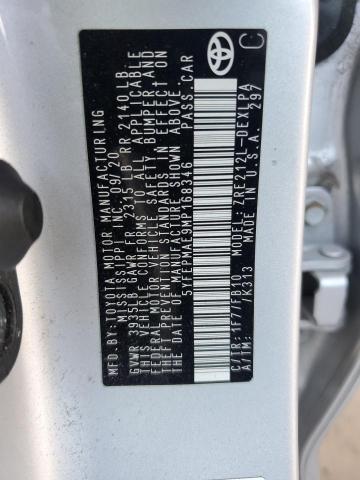 MFD.BY:TOYOTA MOTOR MANUFACTURING
MISSISSIPPI INC. 09/20
GVWR 3935LB GAWR FR 2315 LB RR 2140 LB
THIS VEHICLE CONFORMS TO ALL APPLICABLE
FEDERAL MOTOR VEHICLE SAFETY, BUMPER AND
THEFT PREVENTION STANDARDS IN EFFECT ON
THE DATE OF MANUFACTURE SHOWN ABOVE.
5YFEPMAE9MP168346 PASS.CAR
C/TR: 1F7/FB10 MODEL: ZRE212L-DEXLPA
A/TM: /K313 MADE IN U.S.A. 297
TOYOTA
C